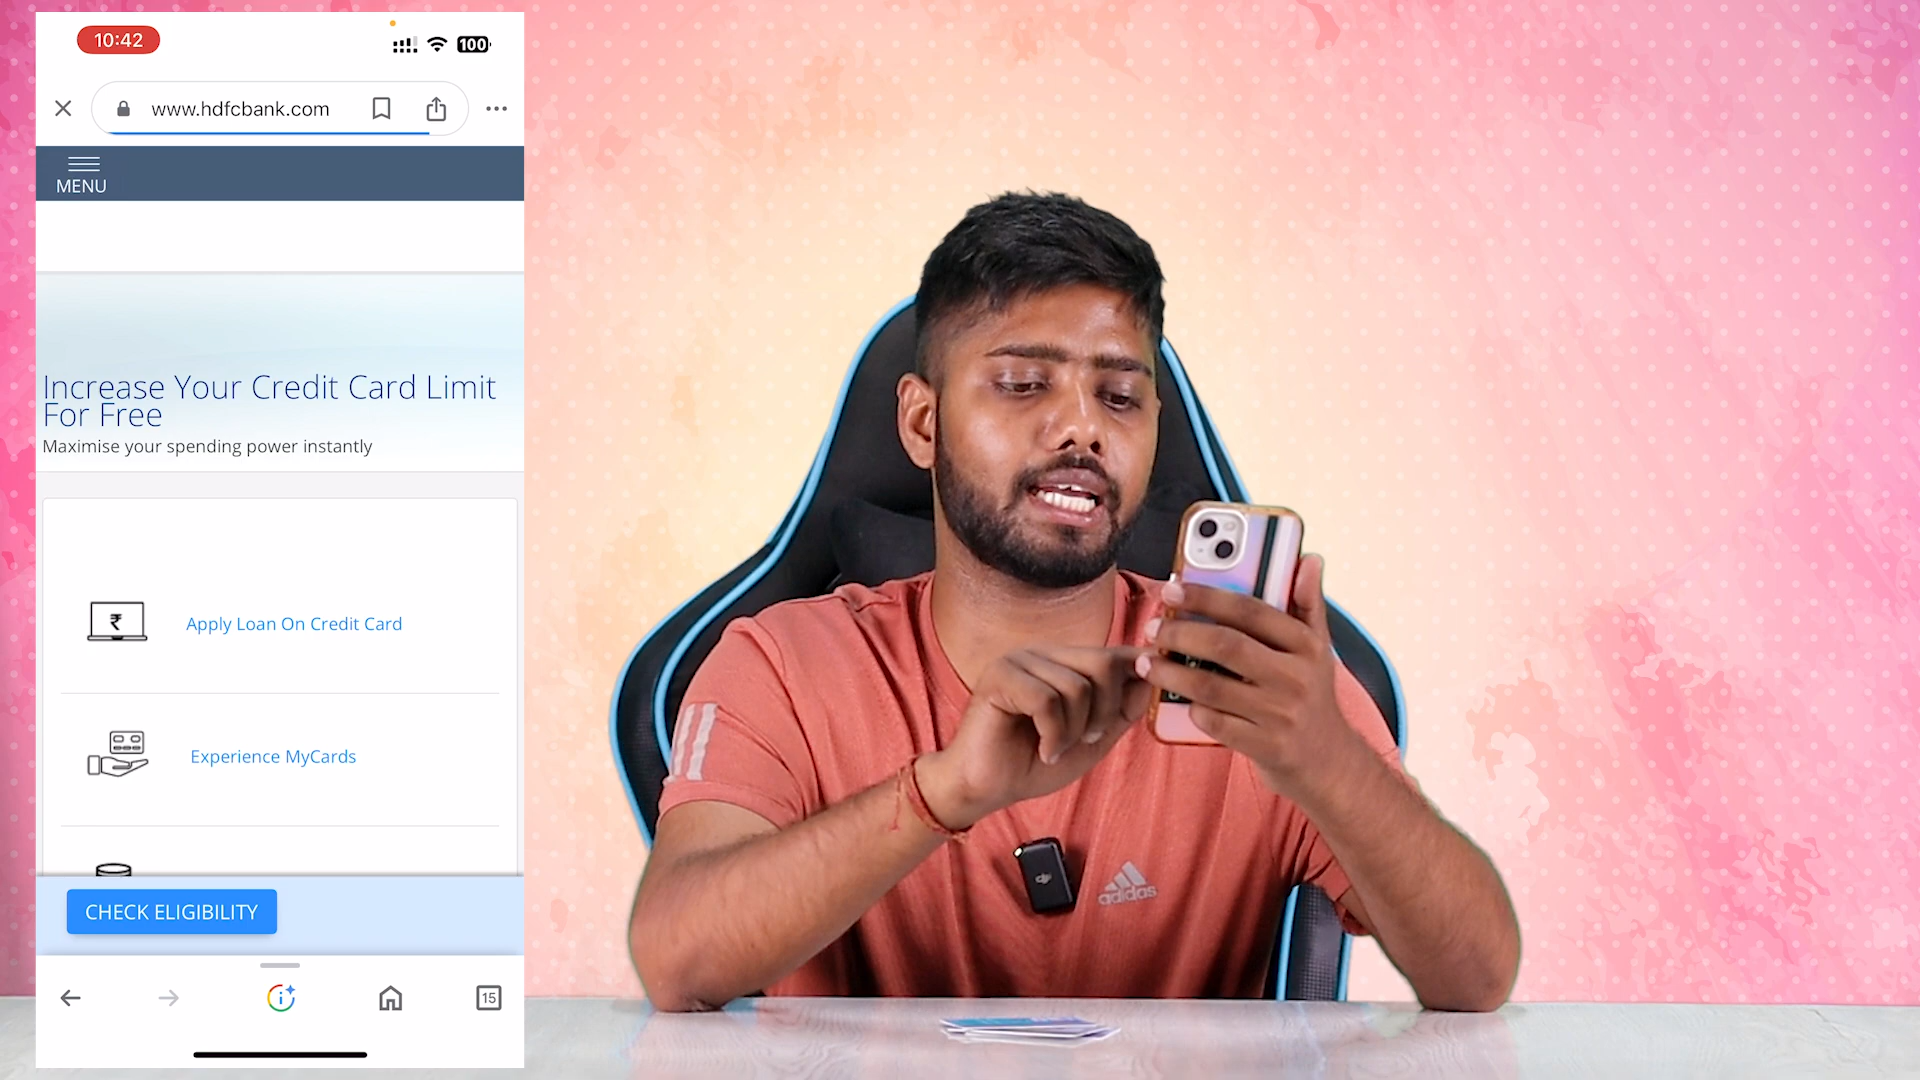 10:42
100
www.hdfcbank.com
MENU
Increase Your Credit Card Limit
For Free
Maximise your spending power instantly
Apply Loan On Credit Card
Experience MyCards
CHECK ELIGIBILITY
15
dji
adidas